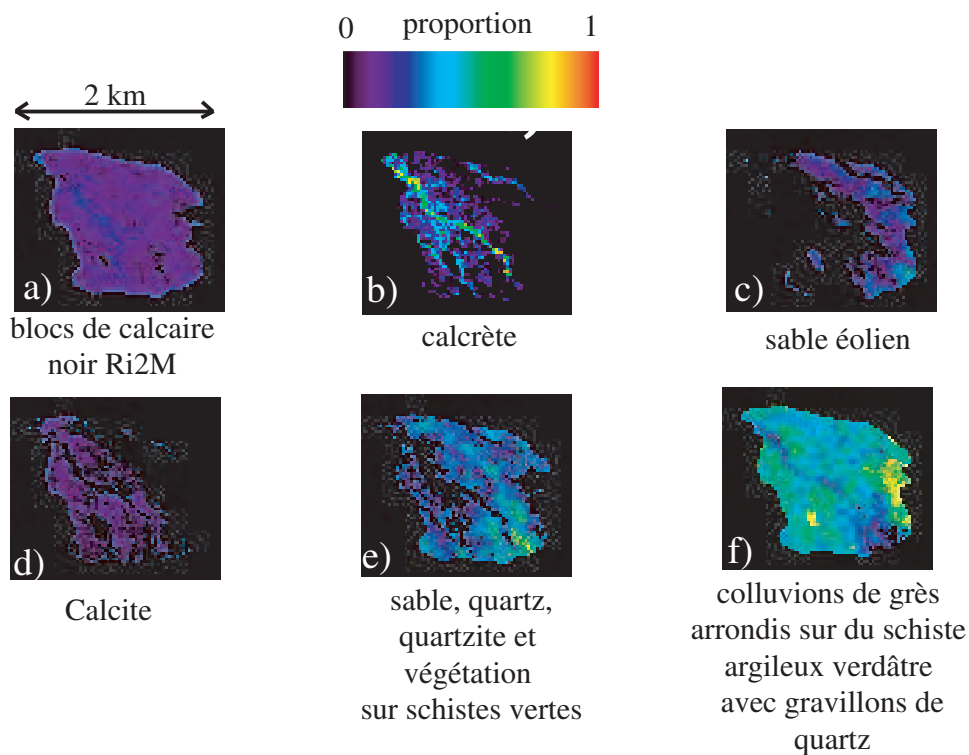 0 proportion 1
2 km
a)
b)
c)
blocs de calcaire
noir Ri2M
calcrète
sable éolien
d)
e)
f)
Calcite
sable, quartz,
quartzite et
végétation
sur schistes vertes
colluvions de grès
arrondis sur du schiste
argileux verdâtre
avec gravillons de
quartz